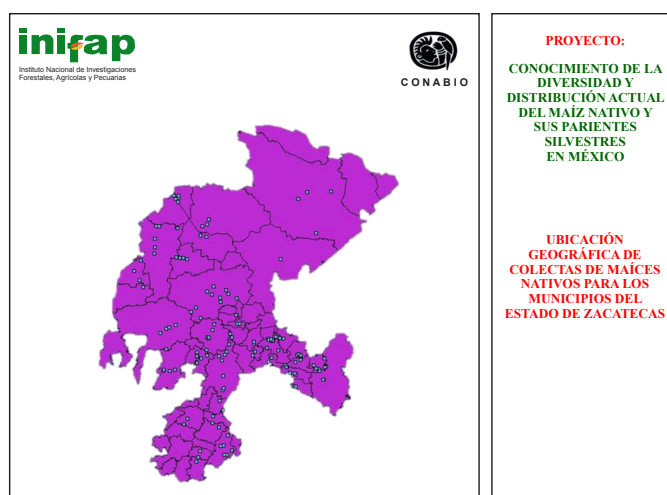 inifap
Instituto Nacional de Investigaciones
Forestales, Agrícolas y Pecuarias
CONABIO
PROYECTO:
CONOCIMIENTO DE LA
DIVERSIDAD Y
DISTRIBUCIÓN ACTUAL
DEL MAÍZ NATIVO Y
SUS PARIENTES
SILVESTRES
EN MÉXICO
UBICACIÓN
GEOGRÁFICA DE
COLECTAS DE MAÍCES
NATIVOS PARA LOS
MUNICIPIOS DEL
ESTADO DE ZACATECAS